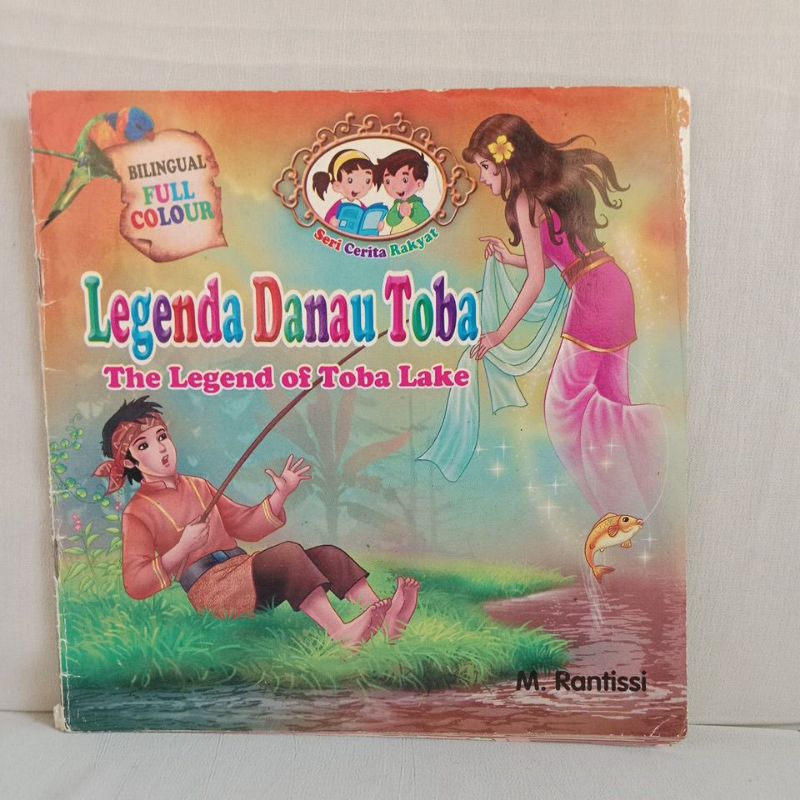 BILINGUAL
FULL
COLOUR
Seri Cerita Rakyat
Legenda Danau Toba
The Legend of Toba Lake
M. Rantissi